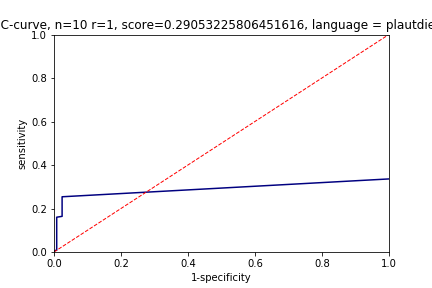 C-curve, n=10 r=1, score=0.29053225806451616, language = plautdie
1.0
0.8
0.6
0.4
0.2
0.0
sensitivity
0.0 0.2 0.4 0.6 0.8 1.0
1-specificity